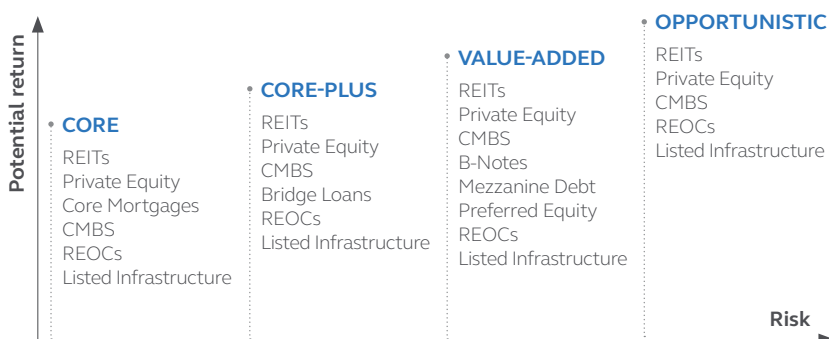 Potential return
CORE
REITs
Private Equity
Core Mortgages
CMBS
REOCs
Listed Infrastructure
CORE-PLUS
REITs
Private Equity
CMBS
Bridge Loans
REOCs
Listed Infrastructure
VALUE-ADDED
REITs
Private Equity
CMBS
B-Notes
Mezzanine Debt
Preferred Equity
REOCs
Listed Infrastructure
OPPORTUNISTIC
REITs
Private Equity
CMBS
REOCs
Listed Infrastructure
Risk